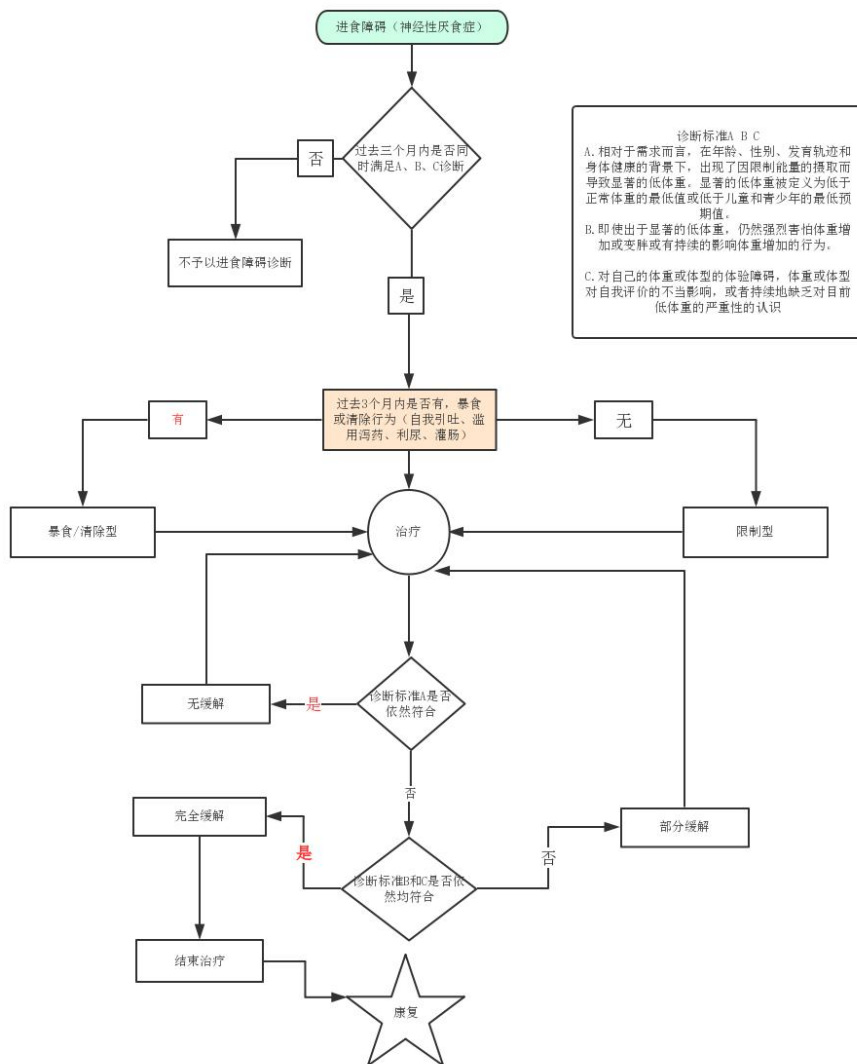 进食障碍（神经性厌食症）
过去三个月内是否同
时满足A、B、C诊断
否
不予以进食障碍诊断
是
诊断标准A B C
A.相对于需求而言，在年龄、性别、发育轨迹和
身体健康的背景下，出现了因限制能量的摄取而
导致显著的低体重。显著的低体重被定义为低于
正常体重的最低值或低于儿童和青少年的最低预
期值。
B.即使出于显著的低体重，仍然强烈害怕体重增
加或变胖或有持续的影响体重增加的行为。
C.对自己的体重或体型的体验障碍，体重或体型
对自我评价的不当影响，或者持续地缺乏对目前
低体重的严重性的认识
过去3个月内是否有，暴食
或清除行为（自我引吐、滥
用泻药、利尿、灌肠）
有
无
暴食/清除型
治疗
限制型
诊断标准A是否
依然符合
是
无缓解
否
完全缓解
部分缓解
是
否
诊断标准B和C是否依
然均符合
结束治疗
康复